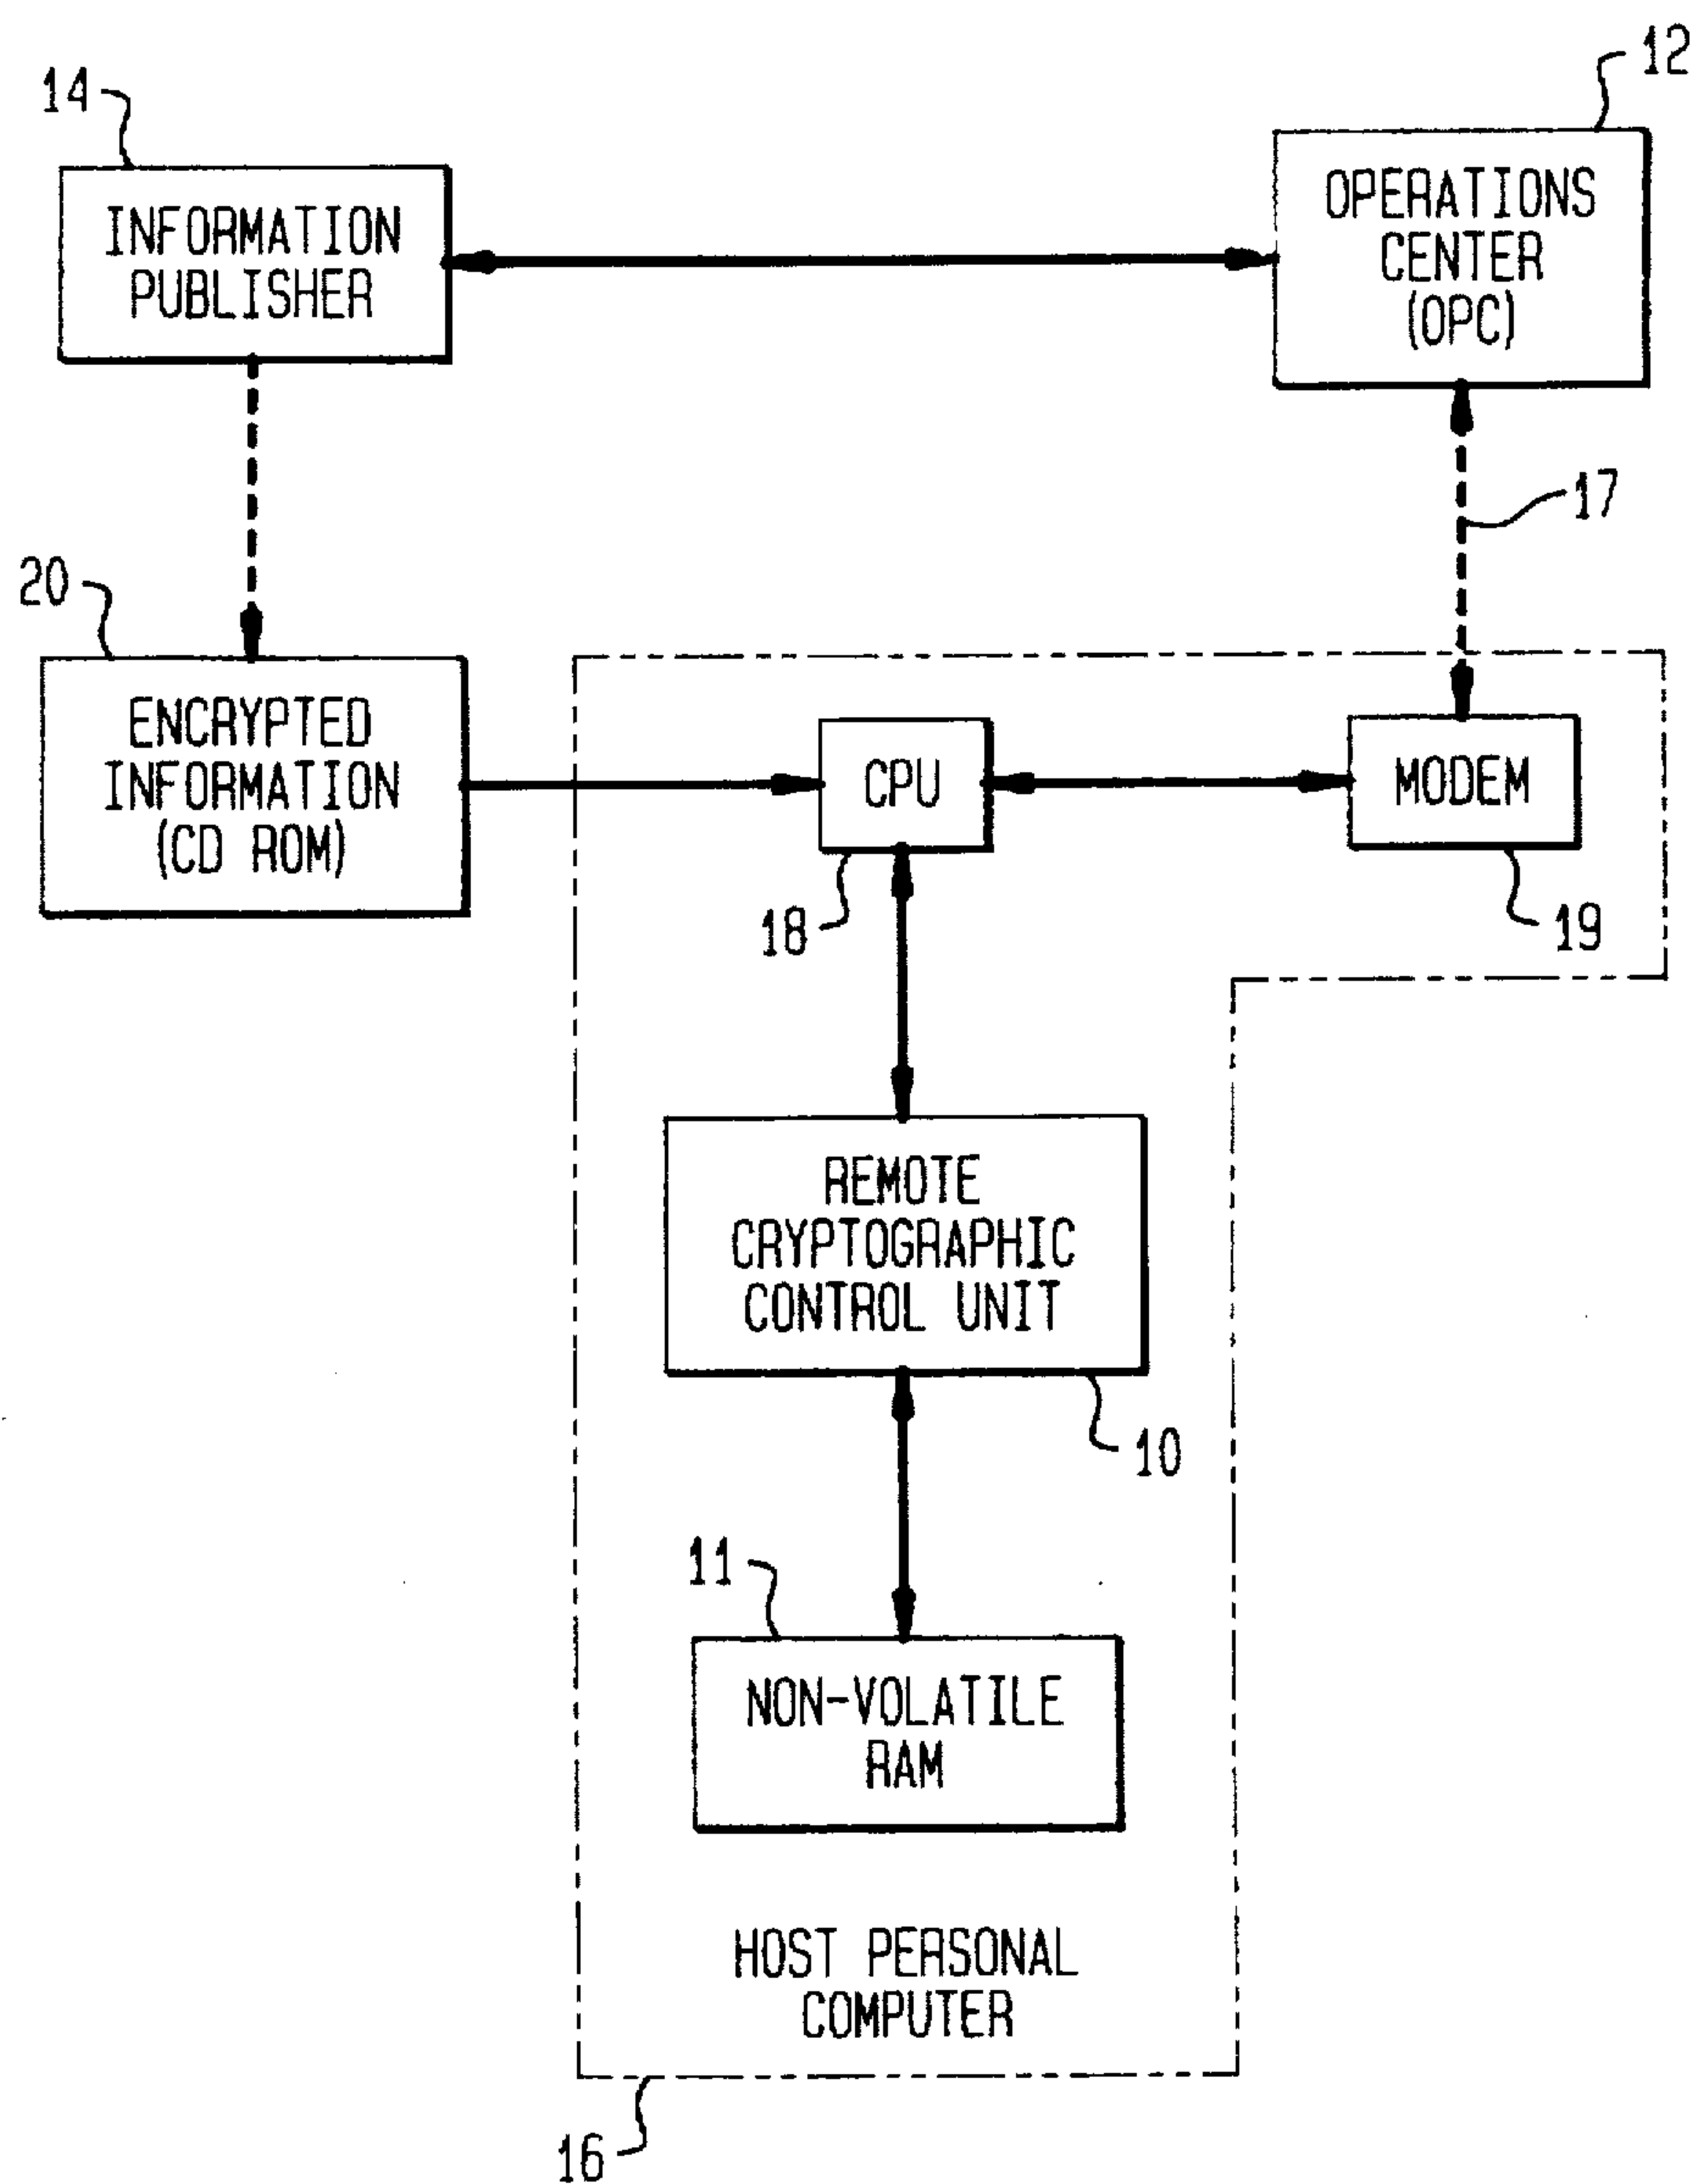 14
INFORMATION
PUBLISHER
12
OPERATIONS
CENTER
(OPC)
17
20
ENCRYPTED
INFORMATION
(CD ROM)
CPU
18
MODEM
19
REMOTE
CRYPTOGRAPHIC
CONTROL UNIT
10
11
NON-VOLATILE
RAM
HOST PERSONAL
COMPUTER
16